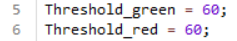 5 Threshold_green = 60;
6 Threshold_red = 60;